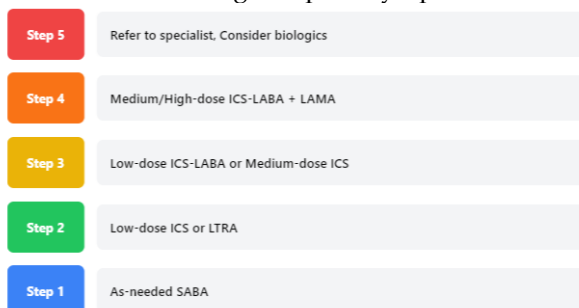 Step 5 Refer to specialist, Consider biologics
Step 4 Medium/High-dose ICS-LABA + LAMA
Step 3 Low-dose ICS-LABA or Medium-dose ICS
Step 2 Low-dose ICS or LTRA
Step 1 As-needed SABA